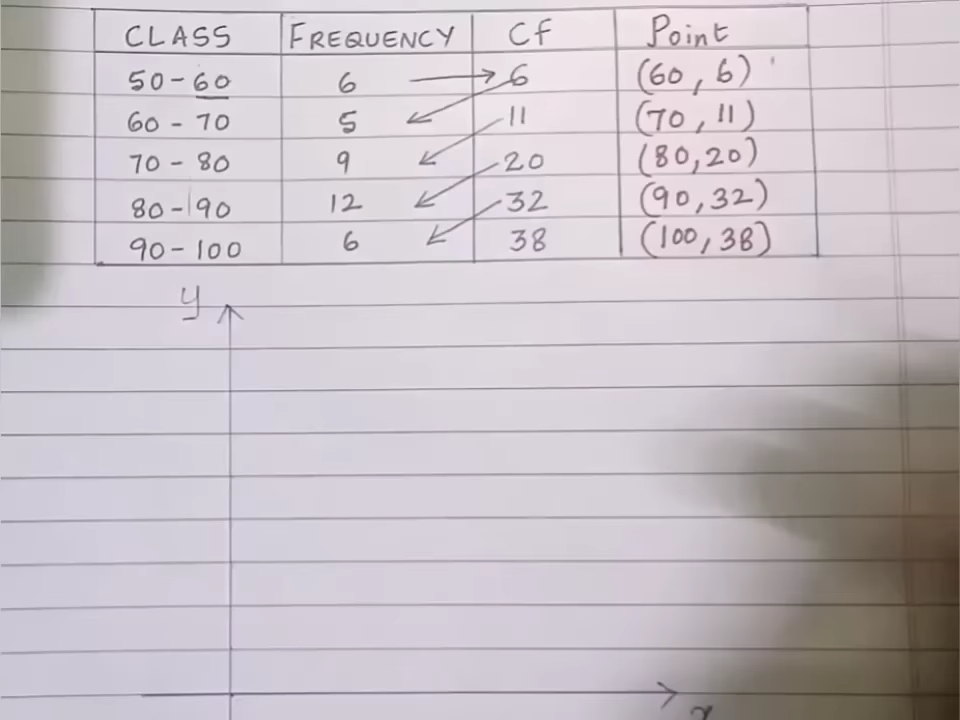 CLASS FREQUENCY Cf Point
50-60 6 6 (60,6)
60-70 5 11 (70,11)
70-80 9 20 (80,20)
80-90 12 32 (90,32)
90-100 6 38 (100,38)
y
x